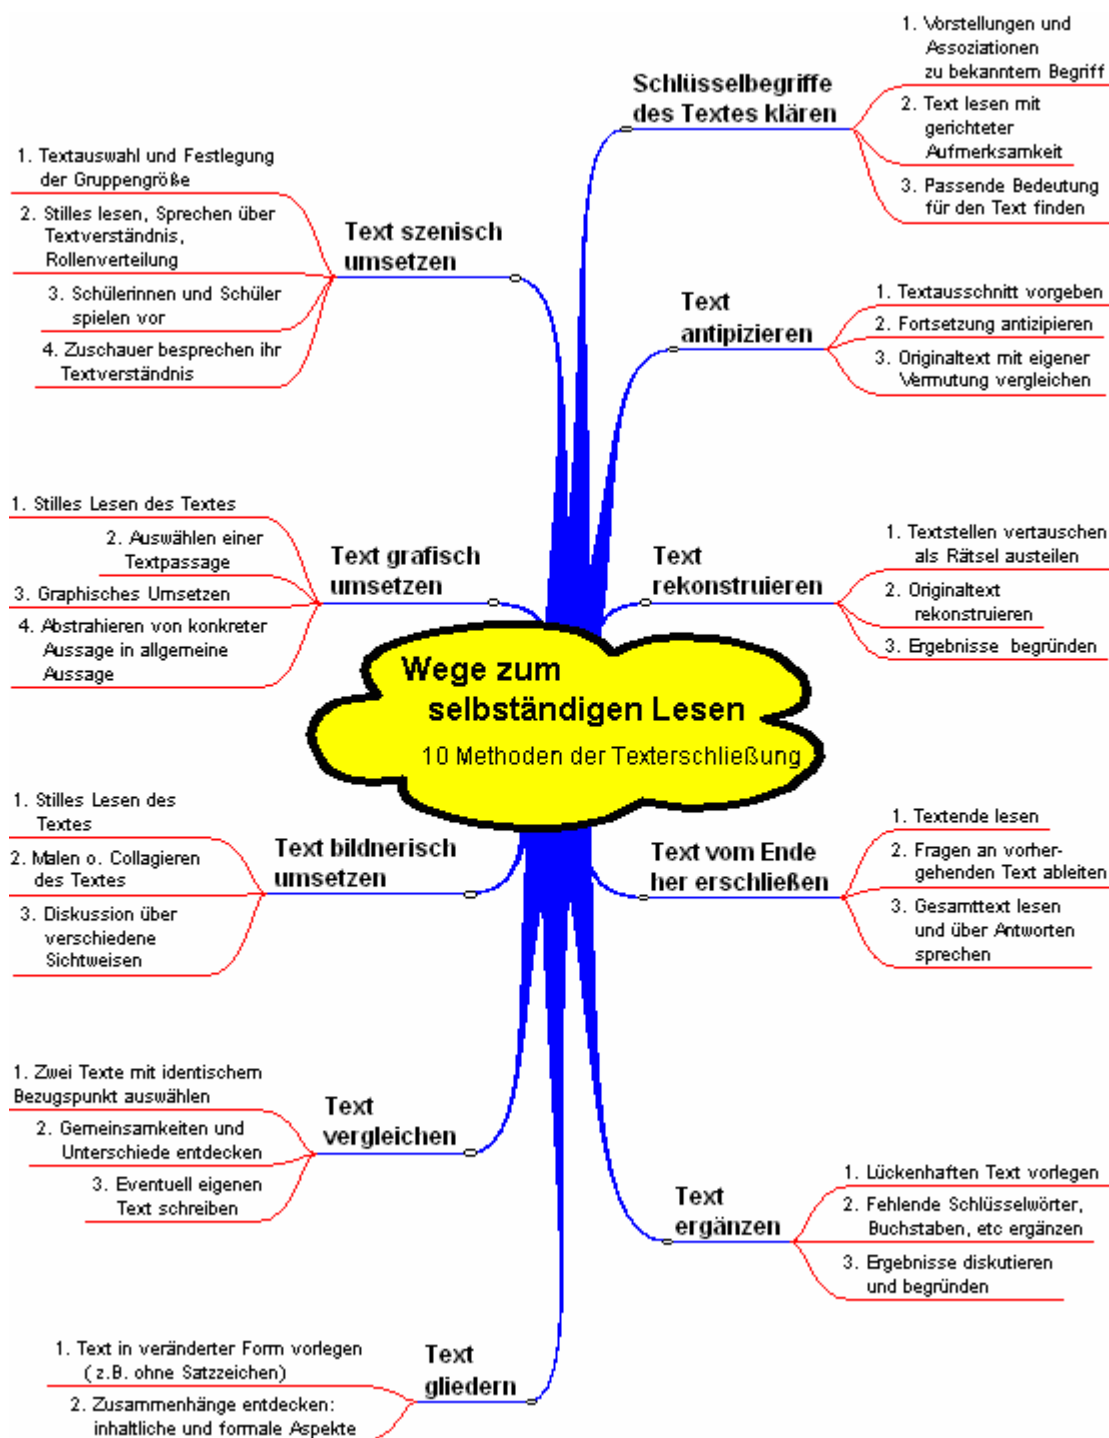 Wege zum
selbständigen Lesen
10 Methoden der Texterschließung
Schlüsselbegriffe
des Textes klären
1. Vorstellungen und
Assoziationen
zu bekanntem Begriff
2. Text lesen mit
gerichteter
Aufmerksamkeit
3. Passende Bedeutung
für den Text finden
Text
antipizieren
1. Textausschnitt vorgeben
2. Fortsetzung antizipieren
3. Originaltext mit eigener
Vermutung vergleichen
Text
rekonstruieren
1. Textstellen vertauschen
als Rätsel austeilen
2. Originaltext
rekonstruieren
3. Ergebnisse begründen
Text vom Ende
her erschließen
1. Textende lesen
2. Fragen an vorher-
gehenden Text ableiten
3. Gesamttext lesen
und über Antworten
sprechen
Text
ergänzen
1. Lückenhaften Text vorlegen
2. Fehlende Schlüsselwörter,
Buchstaben, etc ergänzen
3. Ergebnisse diskutieren
und begründen
Text
gliedern
1. Text in veränderter Form vorlegen
( z.B. ohne Satzzeichen)
2. Zusammenhänge entdecken:
inhaltliche und formale Aspekte
Text
vergleichen
1. Zwei Texte mit identischem
Bezugspunkt auswählen
2. Gemeinsamkeiten und
Unterschiede entdecken
3. Eventuell eigenen
Text schreiben
Text bildnerisch
umsetzen
1. Stilles Lesen des
Textes
2. Malen o. Collagieren
des Textes
3. Diskussion über
verschiedene
Sichtweisen
Text grafisch
umsetzen
1. Stilles Lesen des Textes
2. Auswählen einer
Textpassage
3. Graphisches Umsetzen
4. Abstrahieren von konkreter
Aussage in allgemeine
Aussage
Text szenisch
umsetzen
1. Textauswahl und Festlegung
der Gruppengröße
2. Stilles lesen, Sprechen über
Textverständnis,
Rollenverteilung
3. Schülerinnen und Schüler
spielen vor
4. Zuschauer besprechen ihr
Textverständnis